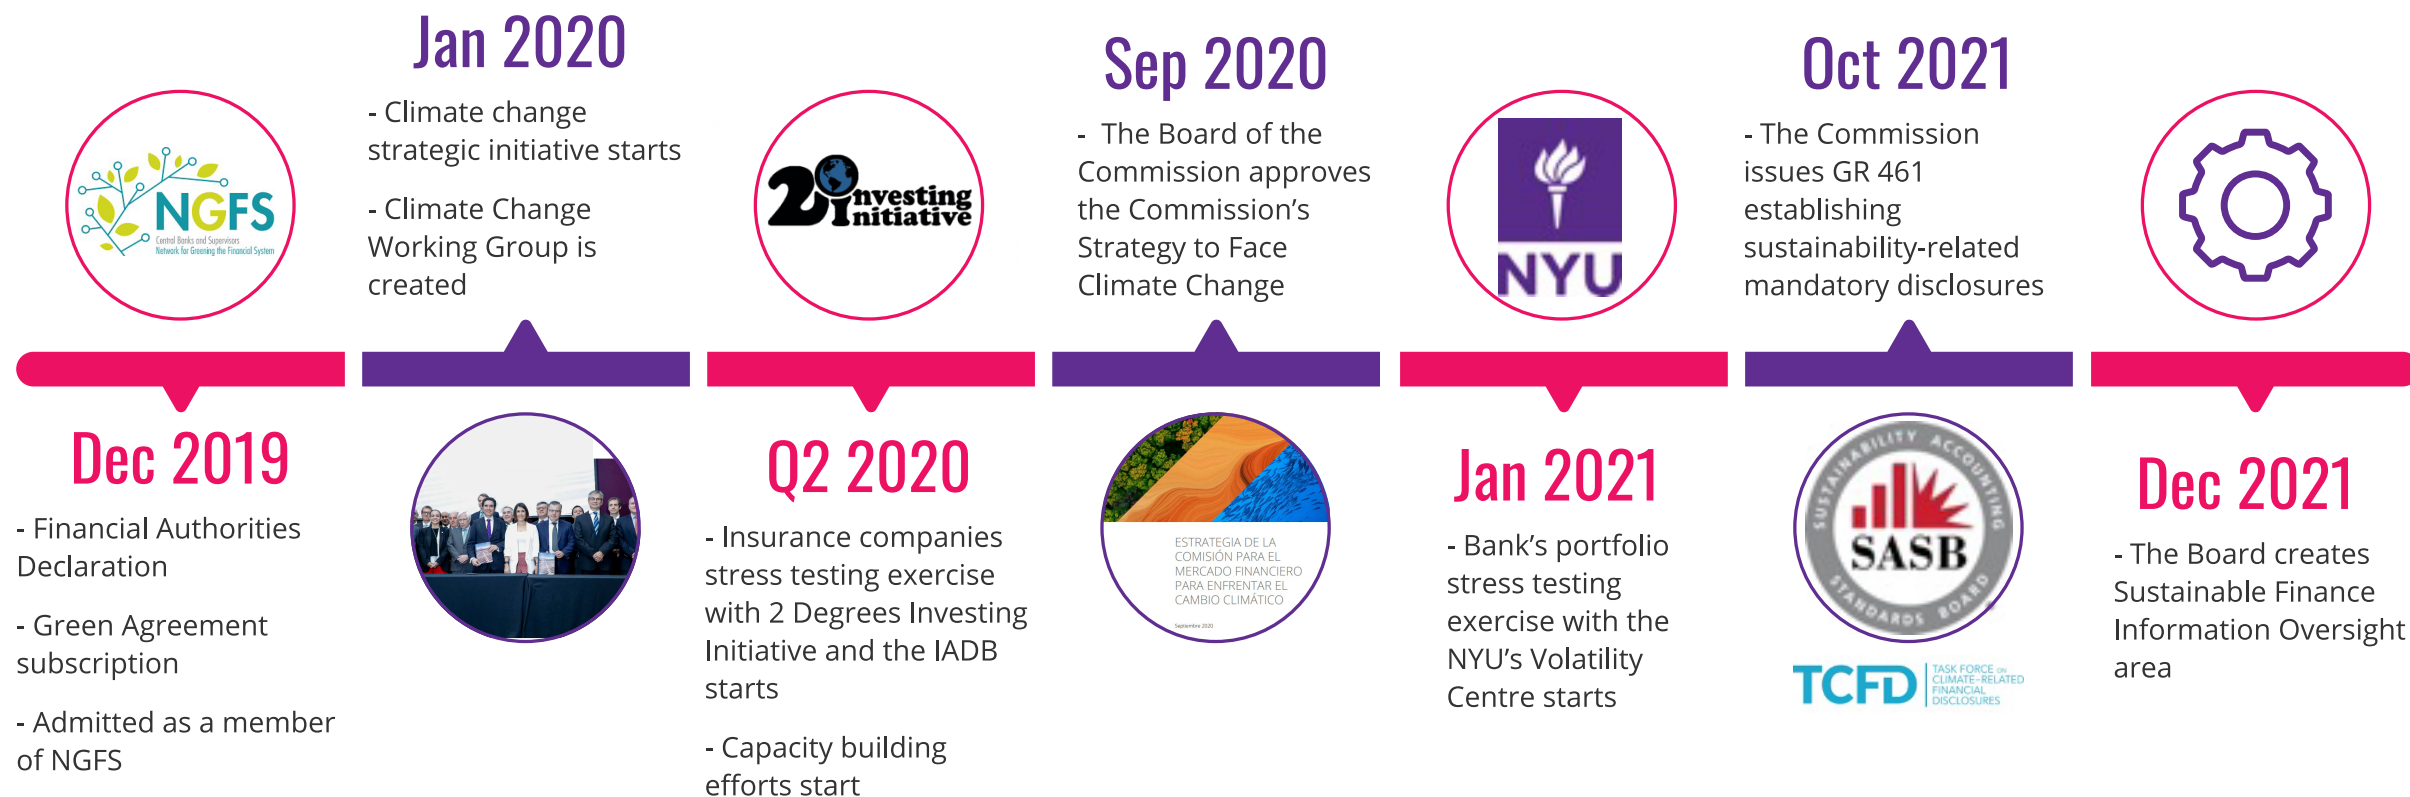 NGFS
Central Banks and Supervisors
Network for Greening the Financial System
Dec 2019
- Financial Authorities
Declaration
- Green Agreement
subscription
- Admitted as a member
of NGFS
Jan 2020
- Climate change
strategic initiative starts
- Climate Change
Working Group is
created
2 investing
initiative
Q2 2020
- Insurance companies
stress testing exercise
with 2 Degrees Investing
Initiative and the IADB
starts
- Capacity building
efforts start
Sep 2020
- The Board of the
Commission approves
the Commission’s
Strategy to Face
Climate Change
ESTRATEGIA DE LA
COMISIÓN PARA EL
MERCADO FINANCIERO
PARA ENFRENTAR EL
CAMBIO CLIMÁTICO
Septiembre 2020
NYU
Jan 2021
- Bank’s portfolio
stress testing
exercise with the
NYU’s Volatility
Centre starts
Oct 2021
- The Commission
issues GR 461
establishing
sustainability-related
mandatory disclosures
SUSTAINABILITY ACCOUNTING
SASB
STANDARDS BOARD
TCFD
TASK FORCE ON
CLIMATE-RELATED
FINANCIAL
DISCLOSURES
Dec 2021
- The Board creates
Sustainable Finance
Information Oversight
area